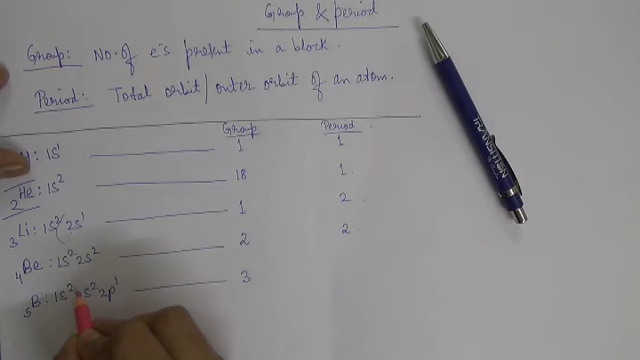 Group & period
Group: No. of e⁻s present in a block.
Period: Total orbit / outer orbit of an atom.
Group Period
H: 1s¹ 1 1
₂He: 1s² 18 1.
₃Li: 1s² 2s¹ 1 2.
₄Be: 1s² 2s² 2 2.
₅B: 1s² 2s² 2p¹ 3